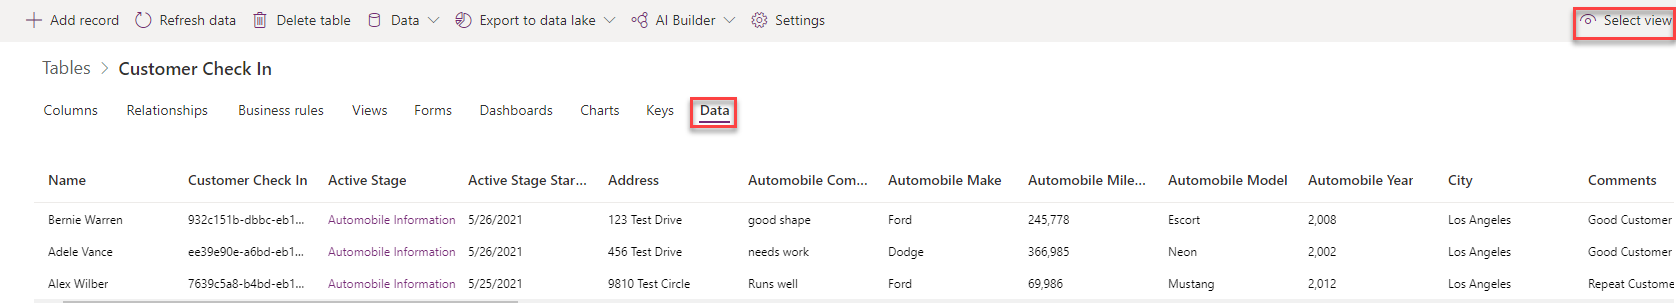 Add record Refresh data Delete table Data Export to data lake AI Builder Settings Select view
Tables > Customer Check In
Columns Relationships Business rules Views Forms Dashboards Charts Keys Data
Name Customer Check In Active Stage Active Stage Star... Address Automobile Com... Automobile Make Automobile Mile... Automobile Model Automobile Year City Comments
Bernie Warren 932c151b-dbbc-eb1... Automobile Information 5/26/2021 123 Test Drive good shape Ford 245,778 Escort 2,008 Los Angeles Good Customer
Adele Vance ee39e90e-a6bd-eb1... Automobile Information 5/26/2021 456 Test Drive needs work Dodge 366,985 Neon 2,002 Los Angeles Good Customer
Alex Wilber 7639c5a8-b4bd-eb1... Automobile Information 5/25/2021 9810 Test Circle Runs well Ford 69,986 Mustang 2,012 Los Angeles Repeat Custome